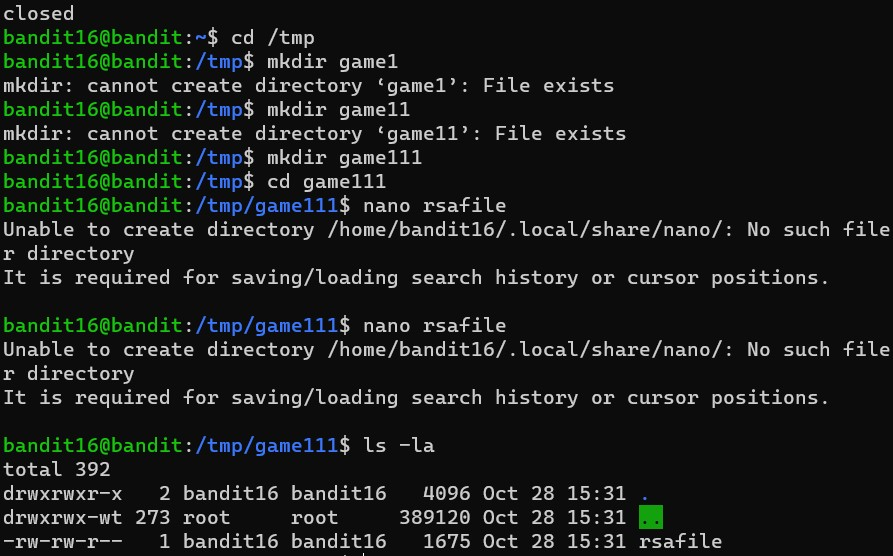 closed
bandit16@bandit:~$ cd /tmp
bandit16@bandit:/tmp$ mkdir game1
mkdir: cannot create directory ‘game1’: File exists
bandit16@bandit:/tmp$ mkdir game11
mkdir: cannot create directory ‘game11’: File exists
bandit16@bandit:/tmp$ mkdir game111
bandit16@bandit:/tmp$ cd game111
bandit16@bandit:/tmp/game111$ nano rsafile
Unable to create directory /home/bandit16/.local/share/nano/: No such file
r directory
It is required for saving/loading search history or cursor positions.
bandit16@bandit:/tmp/game111$ nano rsafile
Unable to create directory /home/bandit16/.local/share/nano/: No such file
r directory
It is required for saving/loading search history or cursor positions.
bandit16@bandit:/tmp/game111$ ls -la
total 392
drwxrwxr-x   2 bandit16 bandit16   4096 Oct 28 15:31 .
drwxrwx-wt 273 root     root     389120 Oct 28 15:31 ..
-rw-rw-r--   1 bandit16 bandit16   1675 Oct 28 15:31 rsafile